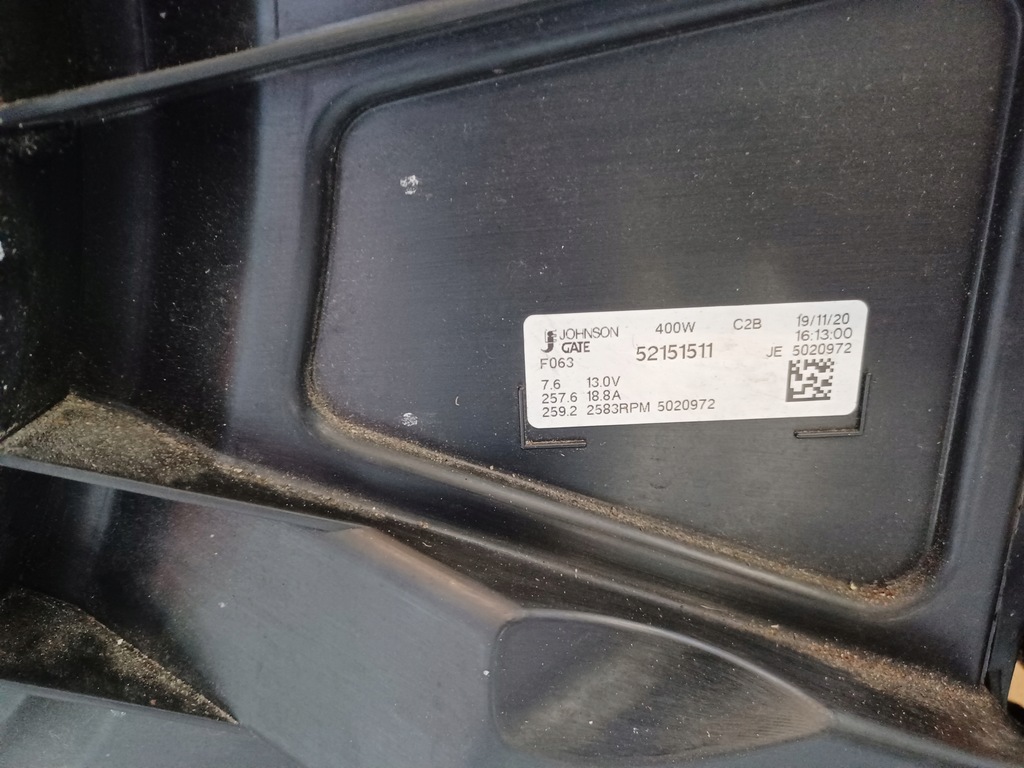 JOHNSON 400W C2B 19/11/20
GATE 52151511 16:13:00
F063 JE 5020972
7.6 13.0V
257.6 18.8A
259.2 2583RPM 5020972